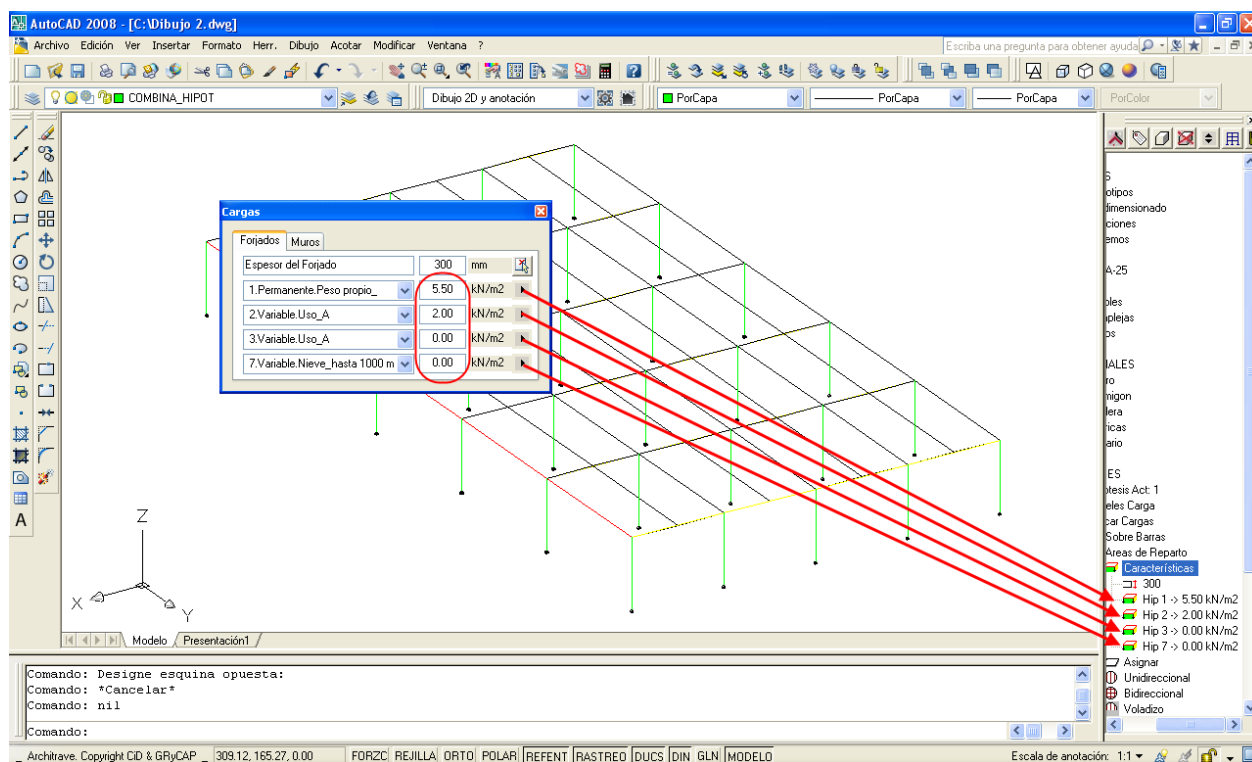 AutoCAD 2008 - [C:\Dibujo 2.dwg]
Archivo Edición Ver Insertar Formato Herr. Dibujo Acotar Modificar Ventana ?
Escriba una pregunta para obtener ayuda
COMBINA_HIPOT
Dibujo 2D y anotación
PorCapa
PorCapa
PorCapa
PorColor
Cargas
Forjados Muros
Espesor del Forjado 300 mm
1.Permanente.Peso propio_ 5.50 kN/m2
2.Variable.Uso_A 2.00 kN/m2
3.Variable.Uso_A 0.00 kN/m2
7.Variable.Nieve_hasta 1000 m 0.00 kN/m2
S
otipos
dimensionado
ciones
emos
A-25
bles
plejas
os
IALES
ro
migon
dera
ricas
ario
ES
otesis Act: 1
eles Carga
car Cargas
Sobre Barras
Areas de Reparto
Características
300
Hip 1 -> 5.50 kN/m2
Hip 2 -> 2.00 kN/m2
Hip 3 -> 0.00 kN/m2
Hip 7 -> 0.00 kN/m2
Asignar
Unidireccional
Bidireccional
Voladizo
Z
X
Y
A
Modelo Presentación1
Comando: Designe esquina opuesta:
Comando: *Cancelar*
Comando: nil
Comando:
_ Architrave. Copyright CiD & GRyCAP _ 309.12, 165.27, 0.00 FORZC REJILLA ORTO POLAR REFENT RASTREO DUCS DIN GLN MODELO Escala de anotación: 1:1